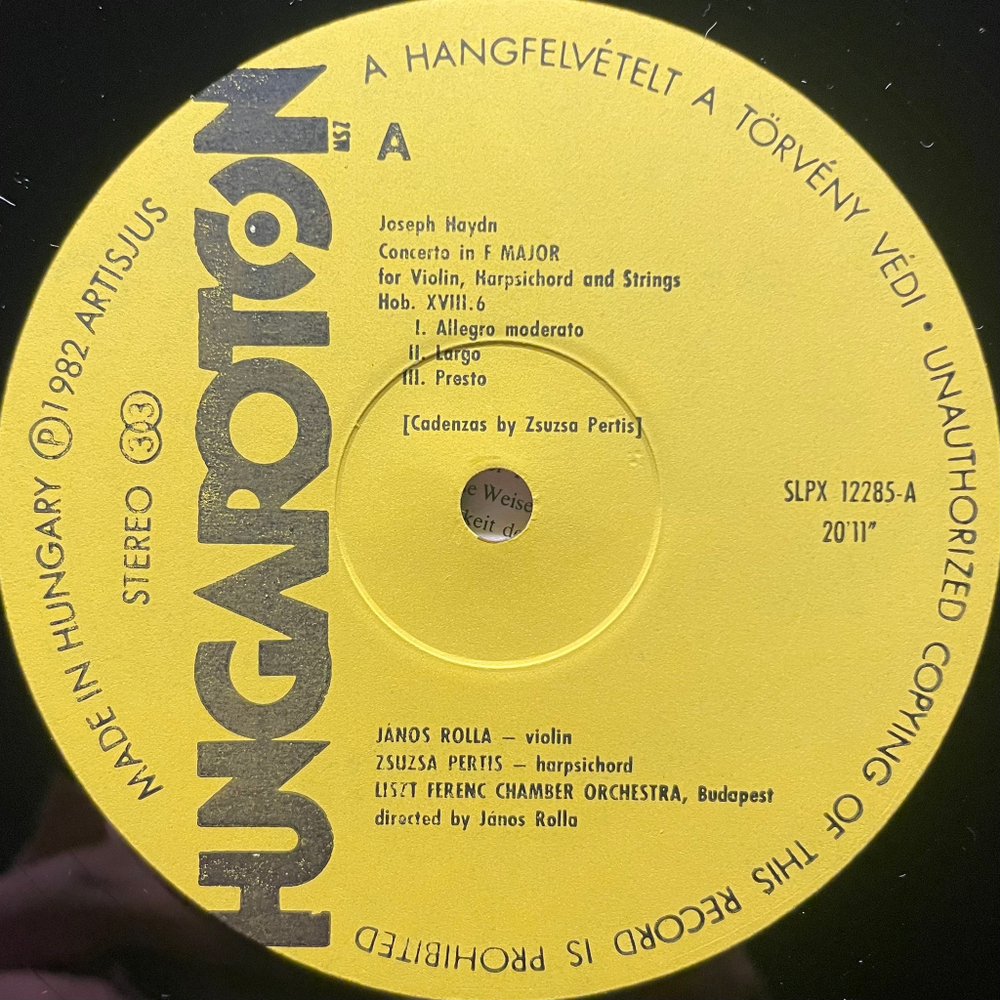 HUNGAROTON
MSZ
A HANGFELVÉTELT A TÖRVÉNY VÉDI • UNAUTHORIZED COPYING OF THIS RECORD IS PROHIBITED
MADE IN HUNGARY Ⓟ 1982 ARTISJUS
STEREO 33
A
Joseph Haydn
Concerto in F MAJOR
for Violin, Harpsichord and Strings
Hob. XVIII.6
I. Allegro moderato
II. Largo
III. Presto
[Cadenzas by Zsuzsa Pertis]
e Weise
keit de
SLPX 12285-A
20'11"
JÁNOS ROLLA — violin
ZSUZSA PERTIS — harpsichord
LISZT FERENC CHAMBER ORCHESTRA, Budapest
directed by János Rolla